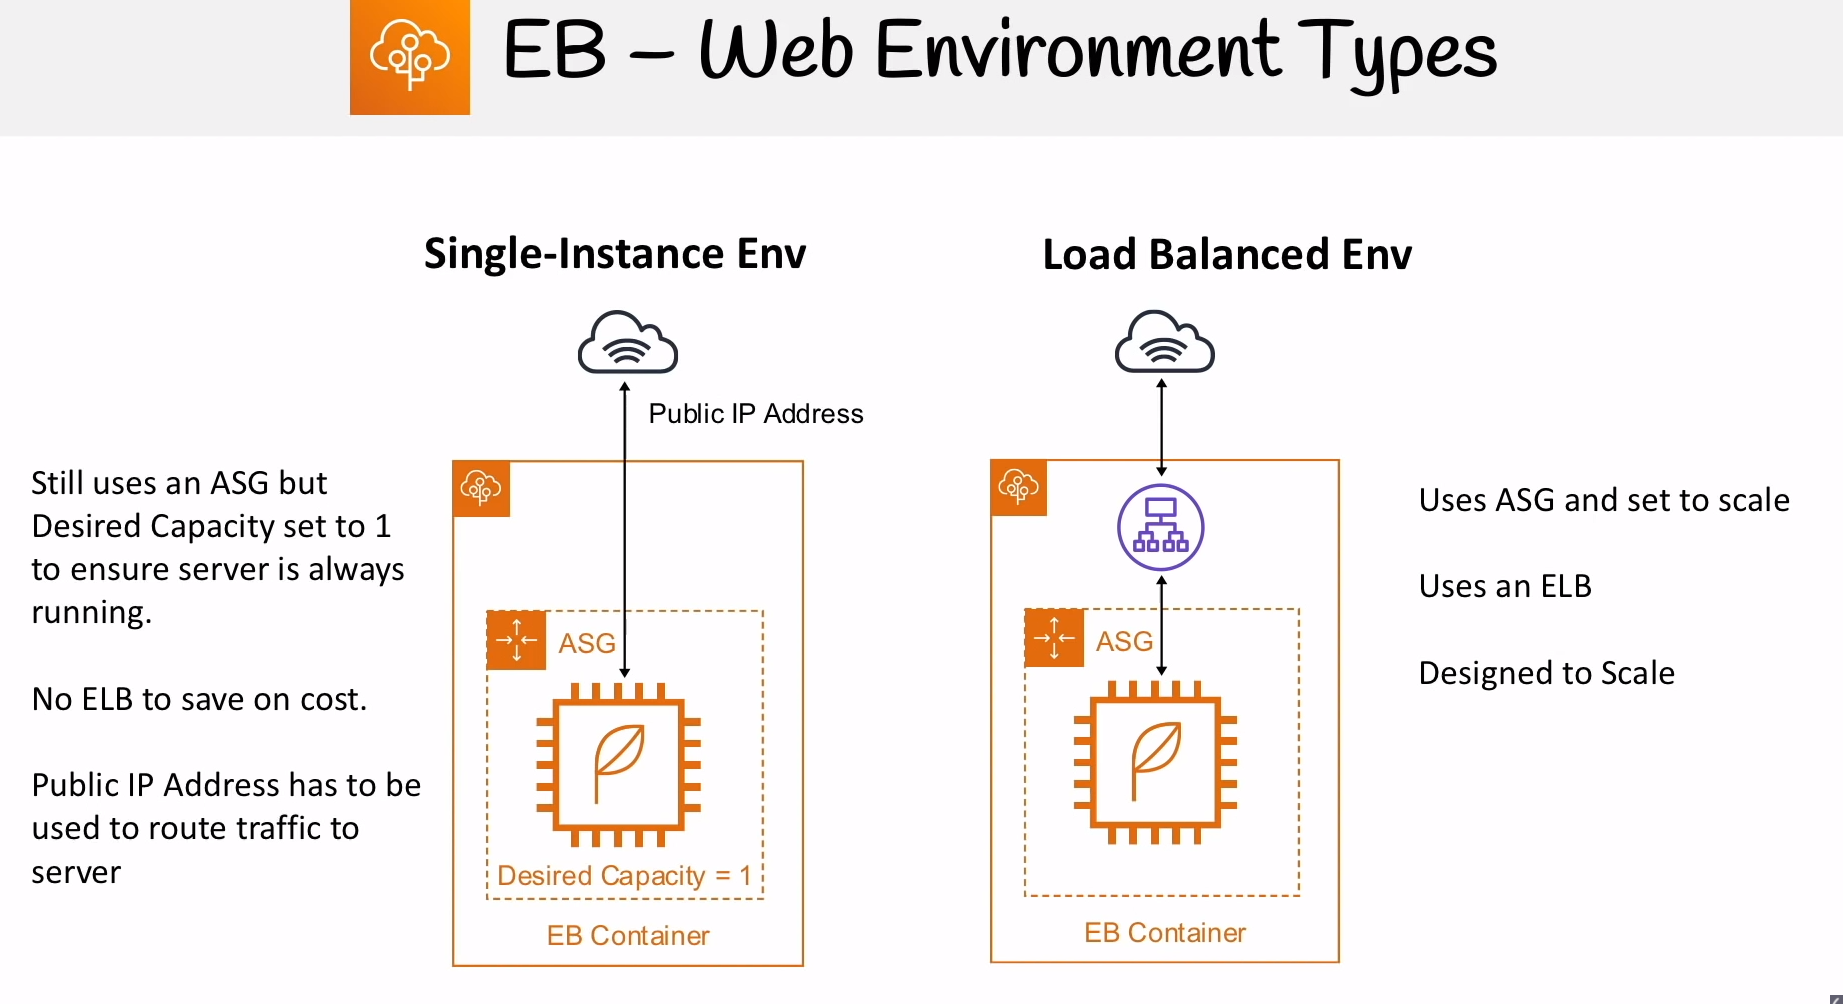 EB – Web Environment Types
Single-Instance Env
Load Balanced Env
Public IP Address
Still uses an ASG but
Desired Capacity set to 1
to ensure server is always
running.
No ELB to save on cost.
Public IP Address has to be
used to route traffic to
server
ASG
Desired Capacity = 1
EB Container
ASG
EB Container
Uses ASG and set to scale
Uses an ELB
Designed to Scale